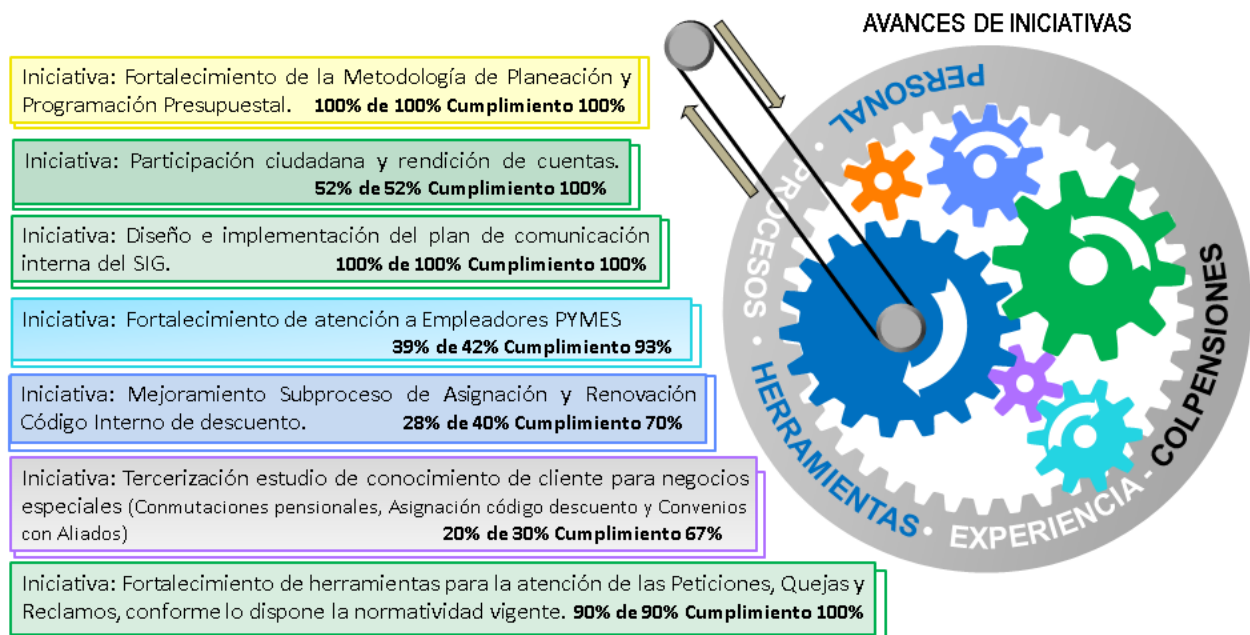 AVANCES DE INICIATIVAS
Iniciativa: Fortalecimiento de la Metodología de Planeación y
Programación Presupuestal. 100% de 100% Cumplimiento 100%
Iniciativa: Participación ciudadana y rendición de cuentas.
52% de 52% Cumplimiento 100%
Iniciativa: Diseño e implementación del plan de comunicación
interna del SIG. 100% de 100% Cumplimiento 100%
Iniciativa: Fortalecimiento de atención a Empleadores PYMES
39% de 42% Cumplimiento 93%
Iniciativa: Mejoramiento Subproceso de Asignación y Renovación
Código Interno de descuento. 28% de 40% Cumplimiento 70%
Iniciativa: Tercerización estudio de conocimiento de cliente para negocios
especiales (Conmutaciones pensionales, Asignación código descuento y Convenios
con Aliados) 20% de 30% Cumplimiento 67%
Iniciativa: Fortalecimiento de herramientas para la atención de las Peticiones, Quejas y
Reclamos, conforme lo dispone la normatividad vigente. 90% de 90% Cumplimiento 100%
PERSONAL • PROCESOS • HERRAMIENTAS • EXPERIENCIA - COLPENSIONES